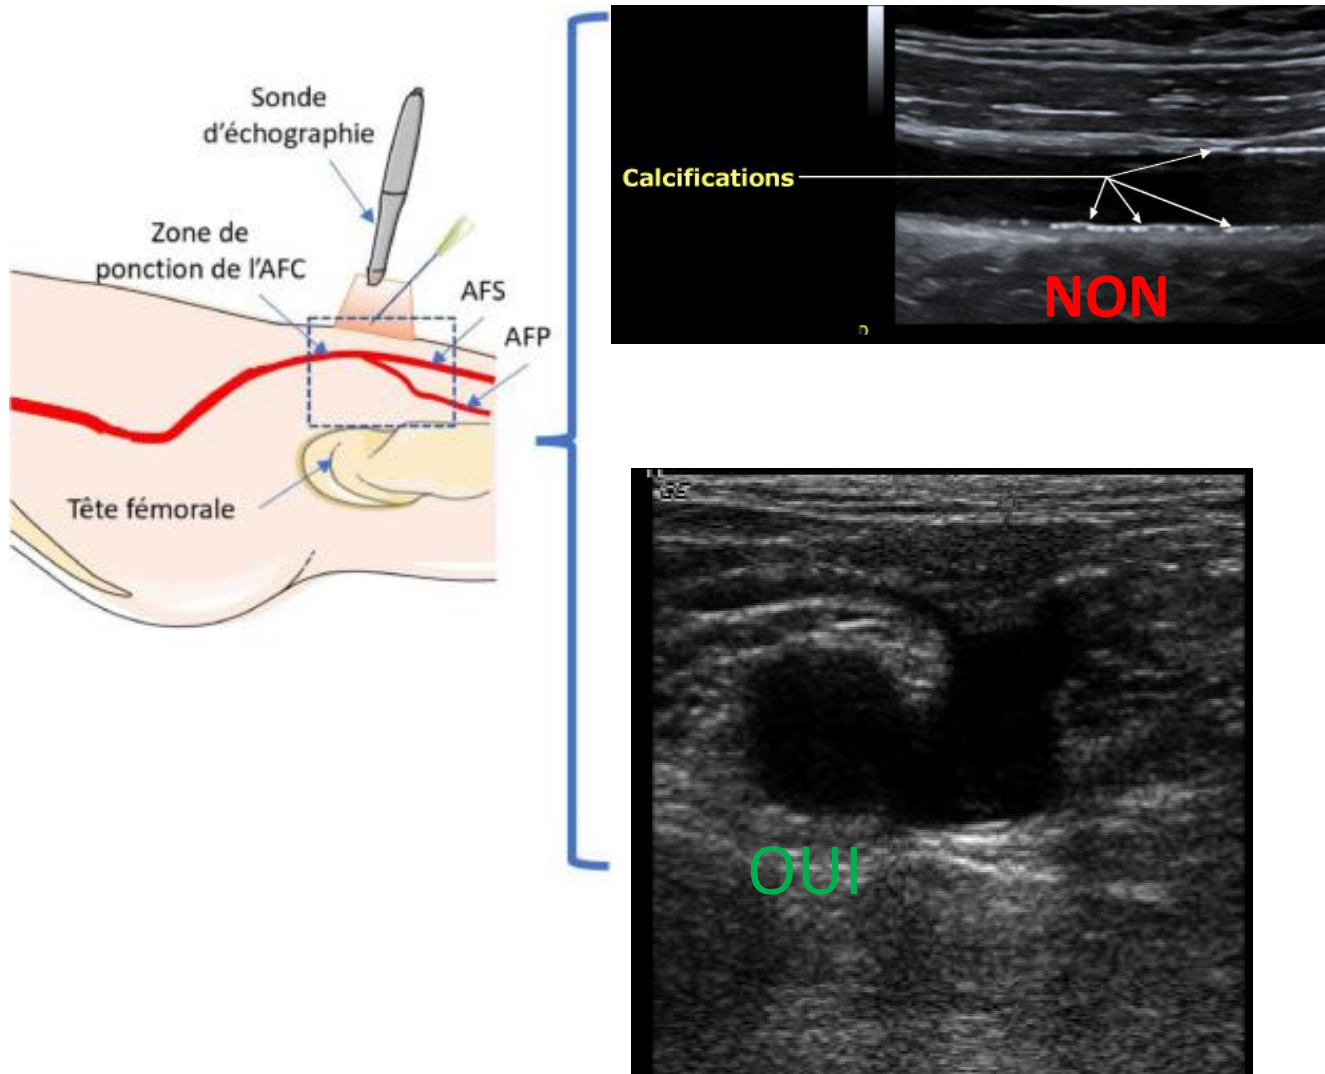 Sonde
d'échographie
Zone de
ponction de l'AFC
AFS
AFP
Tête fémorale
Calcifications
NON
D
OUI